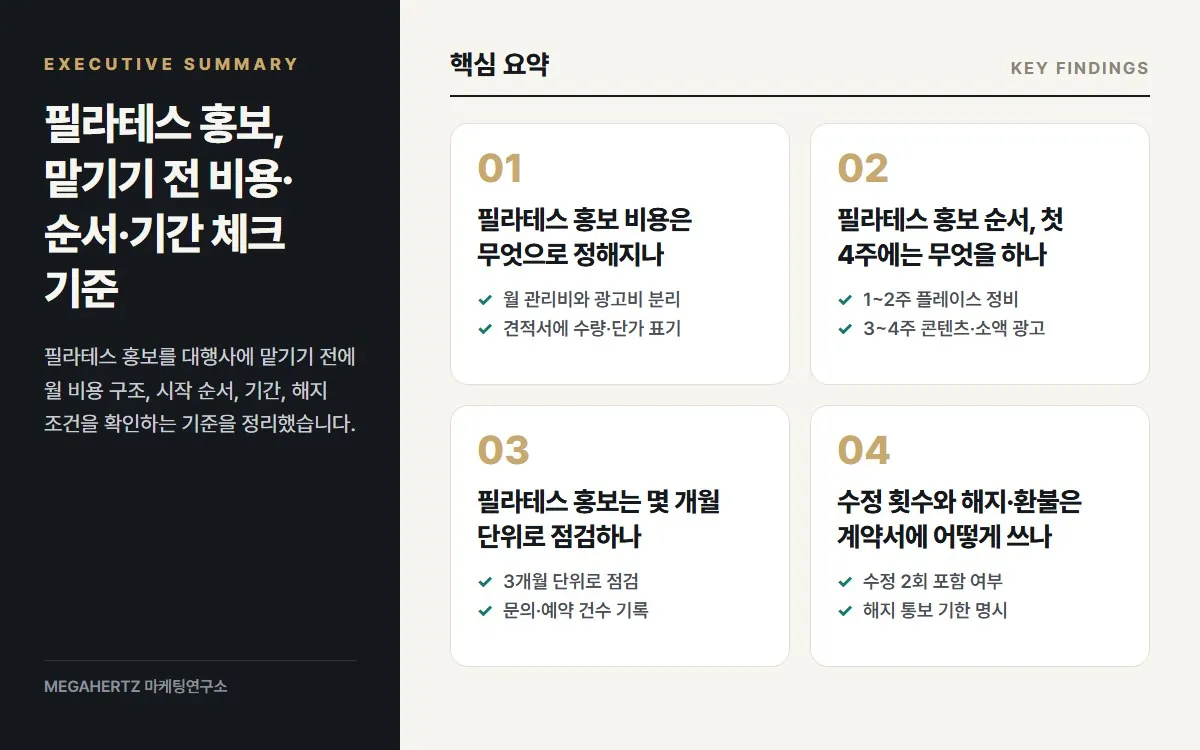 EXECUTIVE SUMMARY
필라테스 홍보,
맡기기 전 비용·
순서·기간 체크
기준
필라테스 홍보를 대행사에 맡기기 전에
월 비용 구조, 시작 순서, 기간, 해지
조건을 확인하는 기준을 정리했습니다.
MEGAHERTZ 마케팅연구소
핵심 요약
KEY FINDINGS
01
필라테스 홍보 비용은
무엇으로 정해지나
월 관리비와 광고비 분리
견적서에 수량·단가 표기
02
필라테스 홍보 순서, 첫
4주에는 무엇을 하나
1~2주 플레이스 정비
3~4주 콘텐츠·소액 광고
03
필라테스 홍보는 몇 개월
단위로 점검하나
3개월 단위로 점검
문의·예약 건수 기록
04
수정 횟수와 해지·환불은
계약서에 어떻게 쓰나
수정 2회 포함 여부
해지 통보 기한 명시